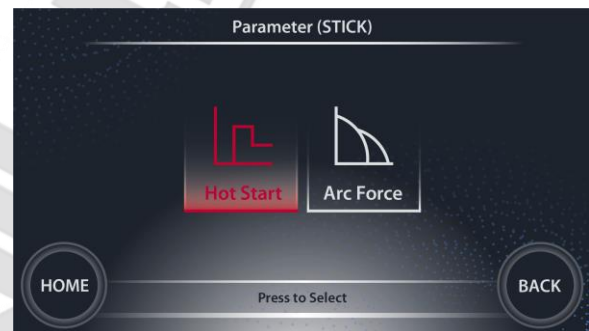 Parameter (STICK)
Hot Start
Arc Force
HOME
Press to Select
BACK